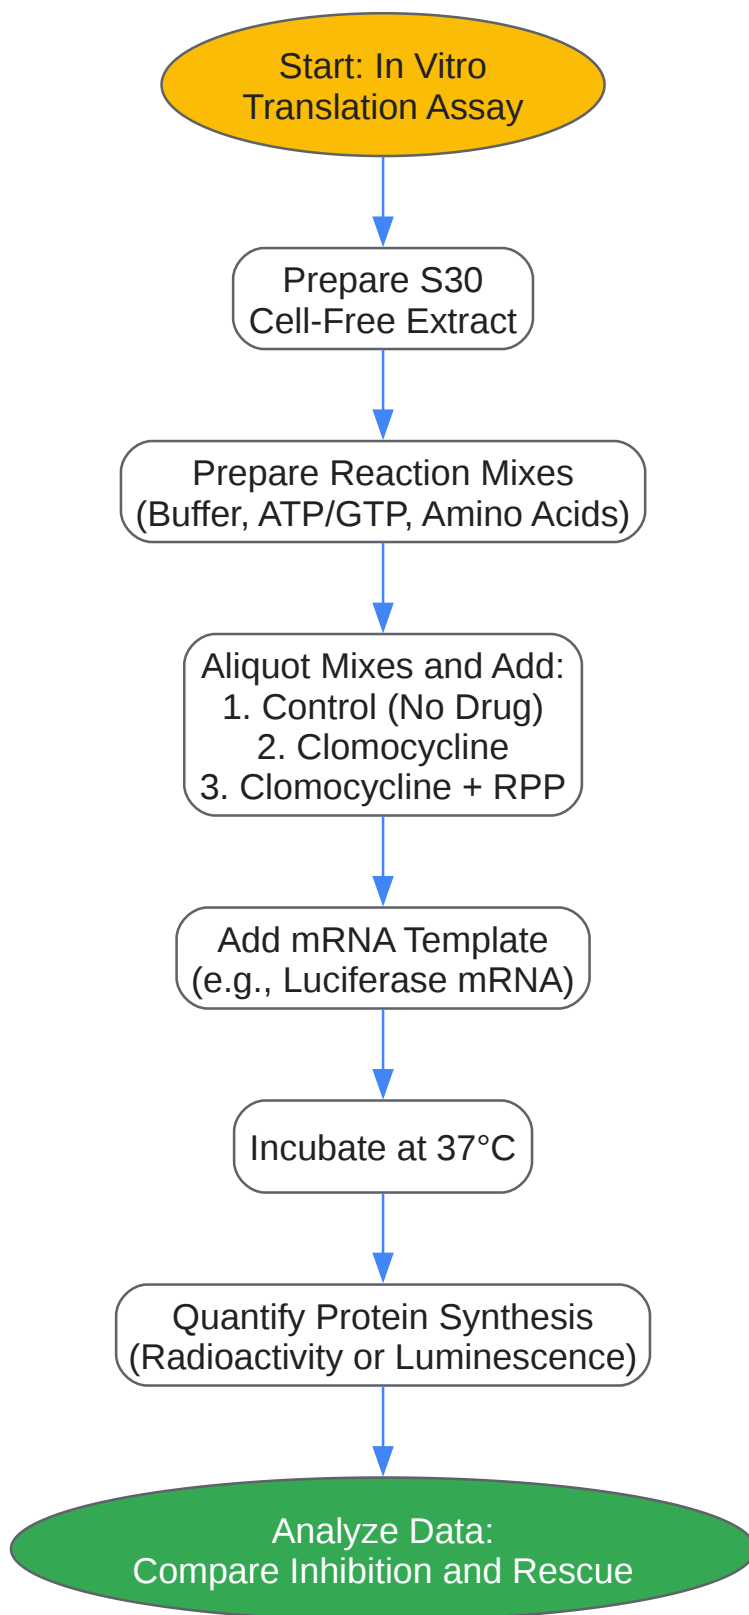 Start: In Vitro
Translation Assay
Prepare S30
Cell-Free Extract
Prepare Reaction Mixes
(Buffer, ATP/GTP, Amino Acids)
Aliquot Mixes and Add:
1. Control (No Drug)
2. Clomocycline
3. Clomocycline + RPP
Add mRNA Template
(e.g., Luciferase mRNA)
Incubate at 37°C
Quantify Protein Synthesis
(Radioactivity or Luminescence)
Analyze Data:
Compare Inhibition and Rescue